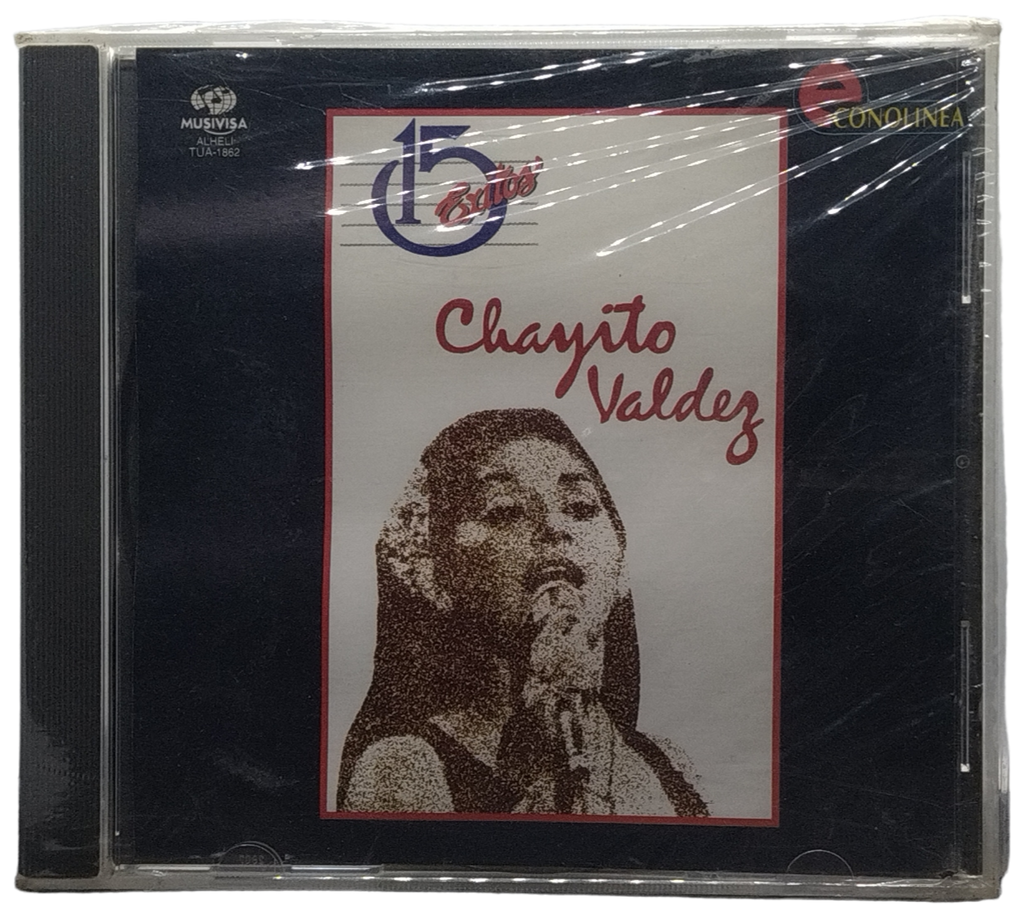 MUSIVISA
ALHELI
TUA-1862
eCONOLINEA
15
Exitos
Chayito
Valdez